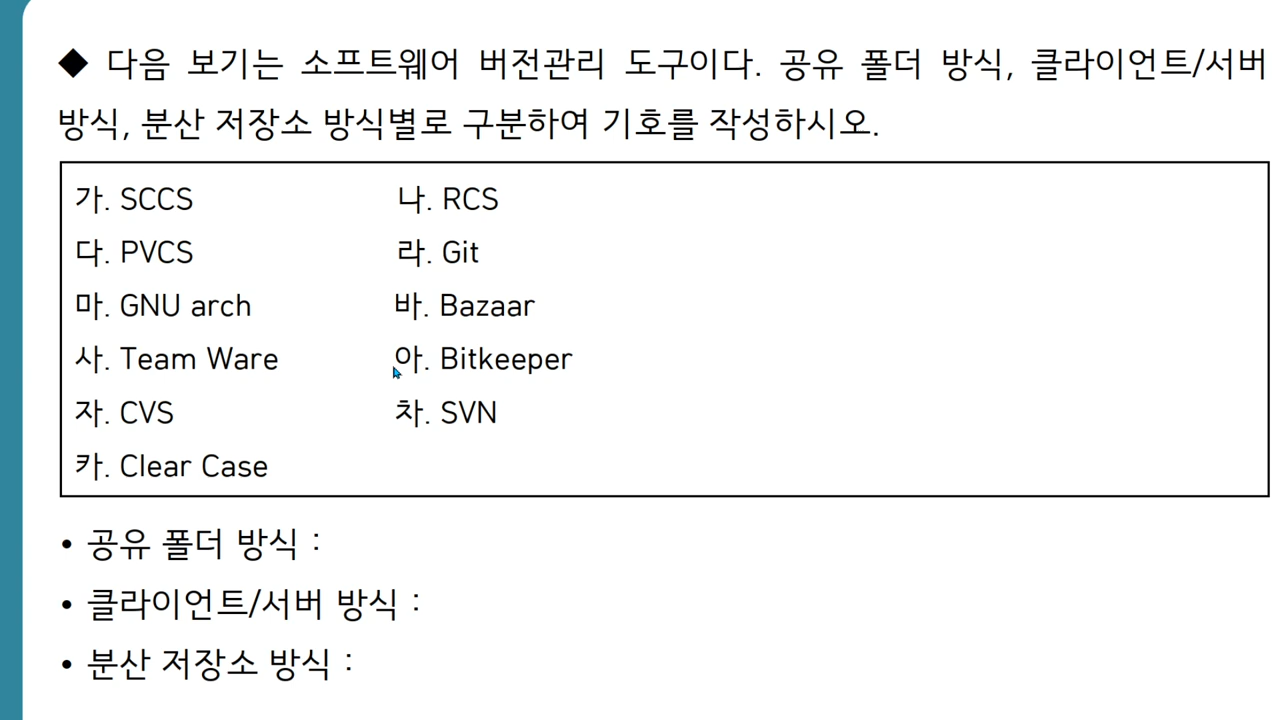 ◆ 다음 보기는 소프트웨어 버전관리 도구이다. 공유 폴더 방식, 클라이언트/서버
방식, 분산 저장소 방식별로 구분하여 기호를 작성하시오.
가. SCCS 나. RCS
다. PVCS 라. Git
마. GNU arch 바. Bazaar
사. Team Ware 아. Bitkeeper
자. CVS 차. SVN
카. Clear Case
• 공유 폴더 방식 :
• 클라이언트/서버 방식 :
• 분산 저장소 방식 :